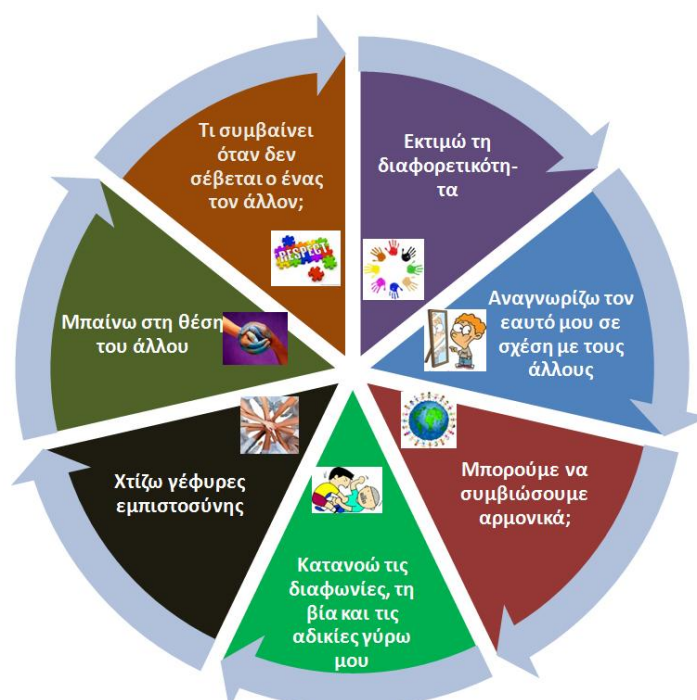 Εκτιμώ τη
διαφορετικότη-
τα
Αναγνωρίζω τον
εαυτό μου σε
σχέση με τους
άλλους
Μπορούμε να
συμβιώσουμε
αρμονικά;
Κατανοώ τις
διαφωνίες, τη
βία και τις
αδικίες γύρω
μου
Χτίζω γέφυρες
εμπιστοσύνης
Μπαίνω στη θέση
του άλλου
Τι συμβαίνει
όταν δεν
σέβεται ο ένας
τον άλλον;
RESPECT